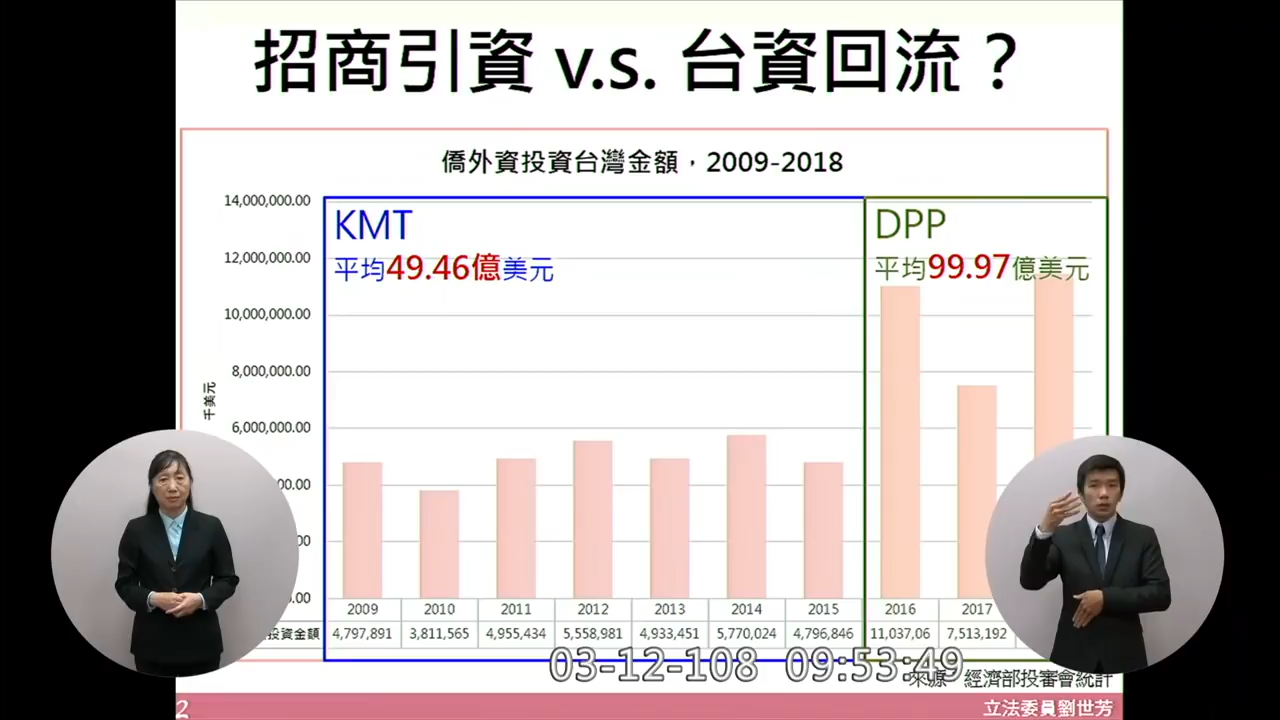 招商引資 v.s. 台資回流？
僑外資投資台灣金額，2009-2018
14,000,000.00
12,000,000.00
10,000,000.00
8,000,000.00
6,000,000.00
千美元
KMT
平均49.46億美元
DPP
平均99.97億美元
2009 2010 2011 2012 2013 2014 2015 2016 2017
投資金額 4,797,891 3,811,565 4,955,434 5,558,981 4,933,451 5,770,024 4,796,846 11,037,06 7,513,192
03-12-108 09:53:49
來源 經濟部投審會統計
2
立法委員劉世芳